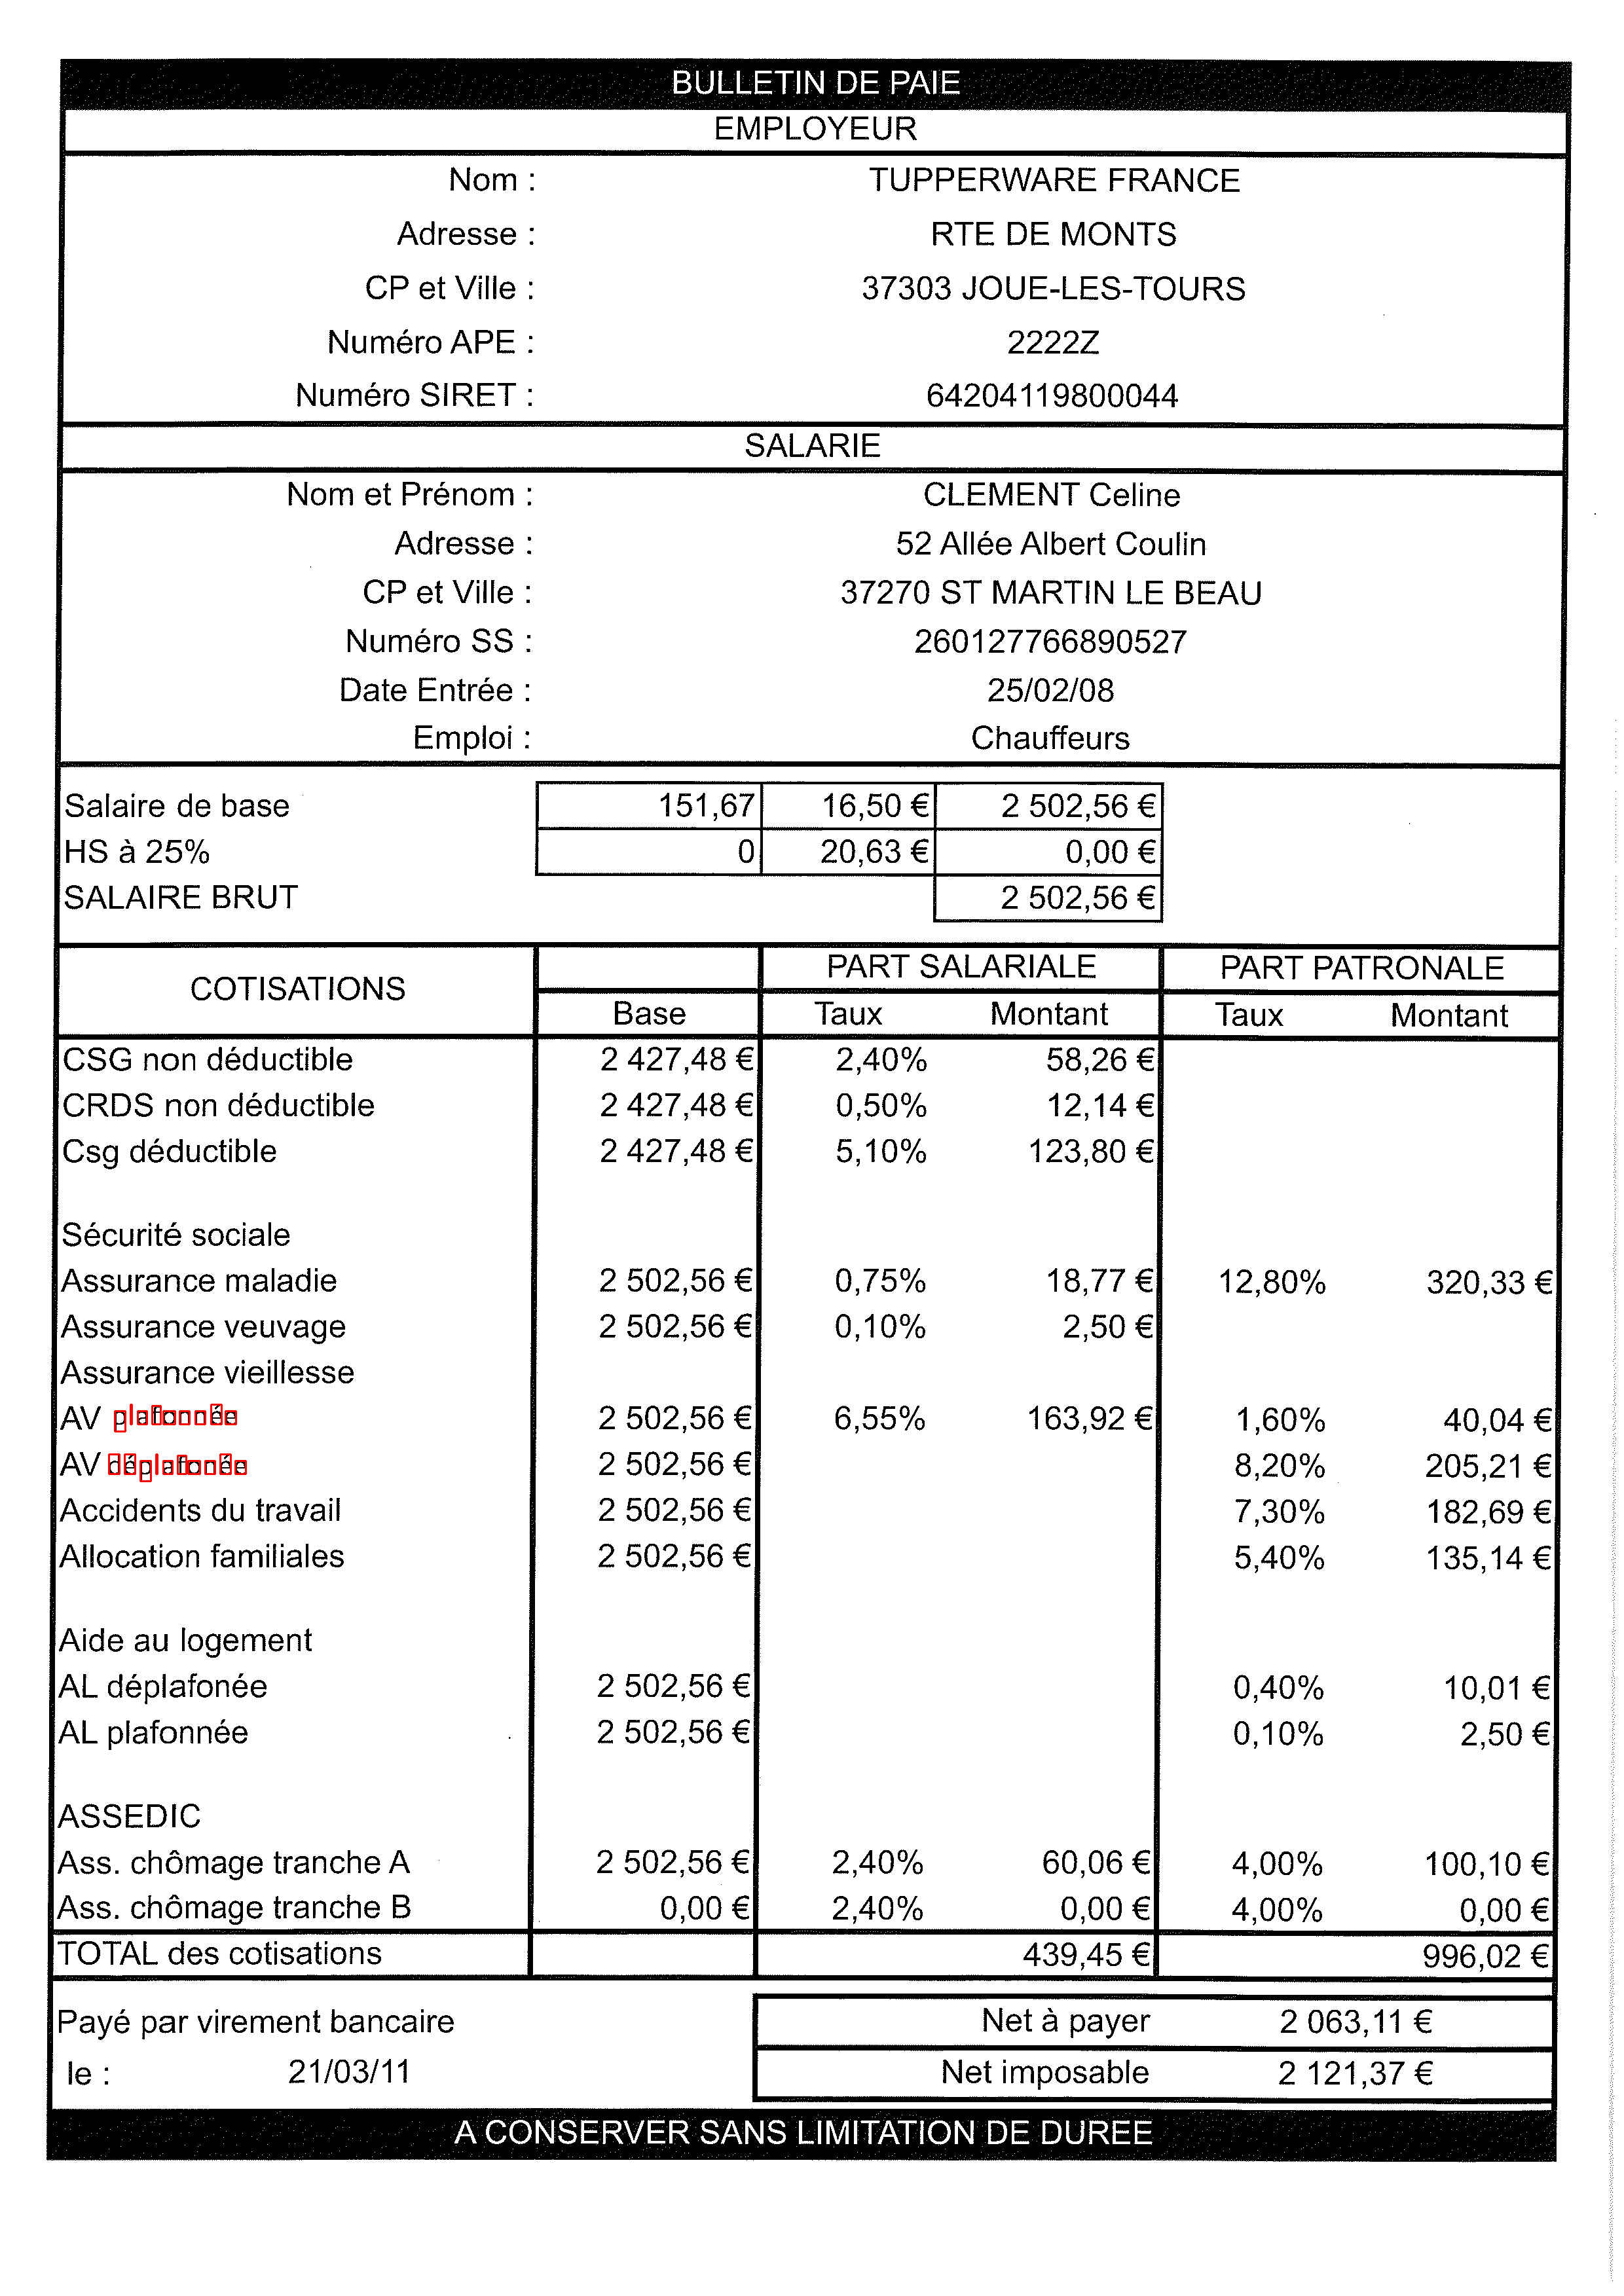 BULLETIN DE PAIE
EMPLOYEUR
Nom : TUPPERWARE FRANCE
Adresse : RTE DE MONTS
CP et Ville : 37303 JOUE-LES-TOURS
Numéro APE : 2222Z
Numéro SIRET : 64204119800044
SALARIE
Nom et Prénom : CLEMENT Celine
Adresse : 52 Allée Albert Coulin
CP et Ville : 37270 ST MARTIN LE BEAU
Numéro SS : 260127766890527
Date Entrée : 25/02/08
Emploi : Chauffeurs
Salaire de base 151,67 16,50 € 2 502,56 €
HS à 25% 0 20,63 € 0,00 €
SALAIRE BRUT 2 502,56 €
COTISATIONS PART SALARIALE PART PATRONALE
Base Taux Montant Taux Montant
CSG non déductible 2 427,48 € 2,40% 58,26 €
CRDS non déductible 2 427,48 € 0,50% 12,14 €
Csg déductible 2 427,48 € 5,10% 123,80 €
Sécurité sociale
Assurance maladie 2 502,56 € 0,75% 18,77 € 12,80% 320,33 €
Assurance veuvage 2 502,56 € 0,10% 2,50 €
Assurance vieillesse
AV plafonnée 2 502,56 € 6,55% 163,92 € 1,60% 40,04 €
AV déplafonée 2 502,56 € 8,20% 205,21 €
Accidents du travail 2 502,56 € 7,30% 182,69 €
Allocation familiales 2 502,56 € 5,40% 135,14 €
Aide au logement
AL déplafonée 2 502,56 € 0,40% 10,01 €
AL plafonnée 2 502,56 € 0,10% 2,50 €
ASSEDIC
Ass. chômage tranche A 2 502,56 € 2,40% 60,06 € 4,00% 100,10 €
Ass. chômage tranche B 0,00 € 2,40% 0,00 € 4,00% 0,00 €
TOTAL des cotisations 439,45 € 996,02 €
Payé par virement bancaire Net à payer 2 063,11 €
le : 21/03/11 Net imposable 2 121,37 €
A CONSERVER SANS LIMITATION DE DUREE